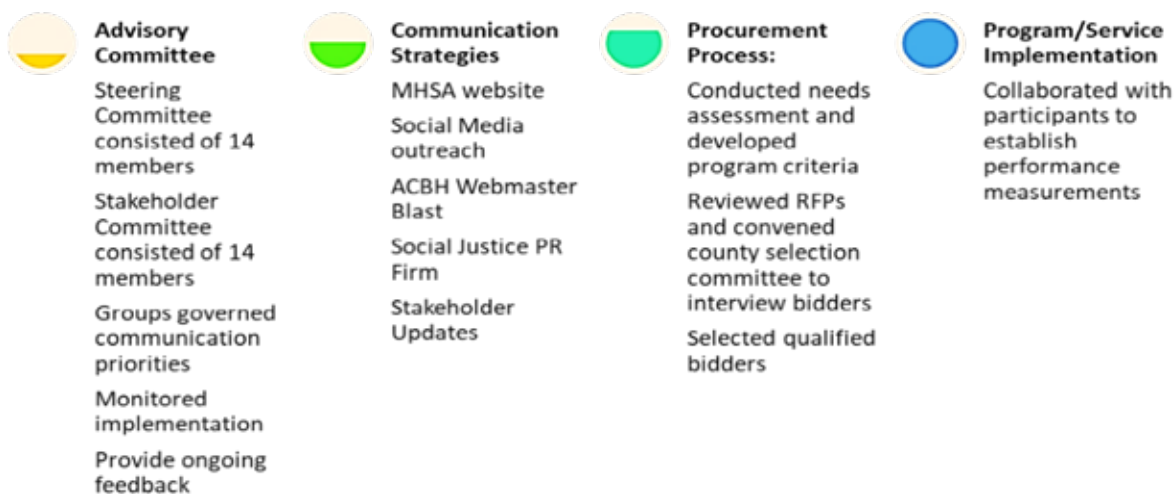 Advisory
Committee
Steering
Committee
consisted of 14
members
Stakeholder
Committee
consisted of 14
members
Groups governed
communication
priorities
Monitored
implementation
Provide ongoing
feedback
Communication
Strategies
MHSA website
Social Media
outreach
ACBH Webmaster
Blast
Social Justice PR
Firm
Stakeholder
Updates
Procurement
Process:
Conducted needs
assessment and
developed
program criteria
Reviewed RFPs
and convened
county selection
committee to
interview bidders
Selected qualified
bidders
Program/Service
Implementation
Collaborated with
participants to
establish
performance
measurements